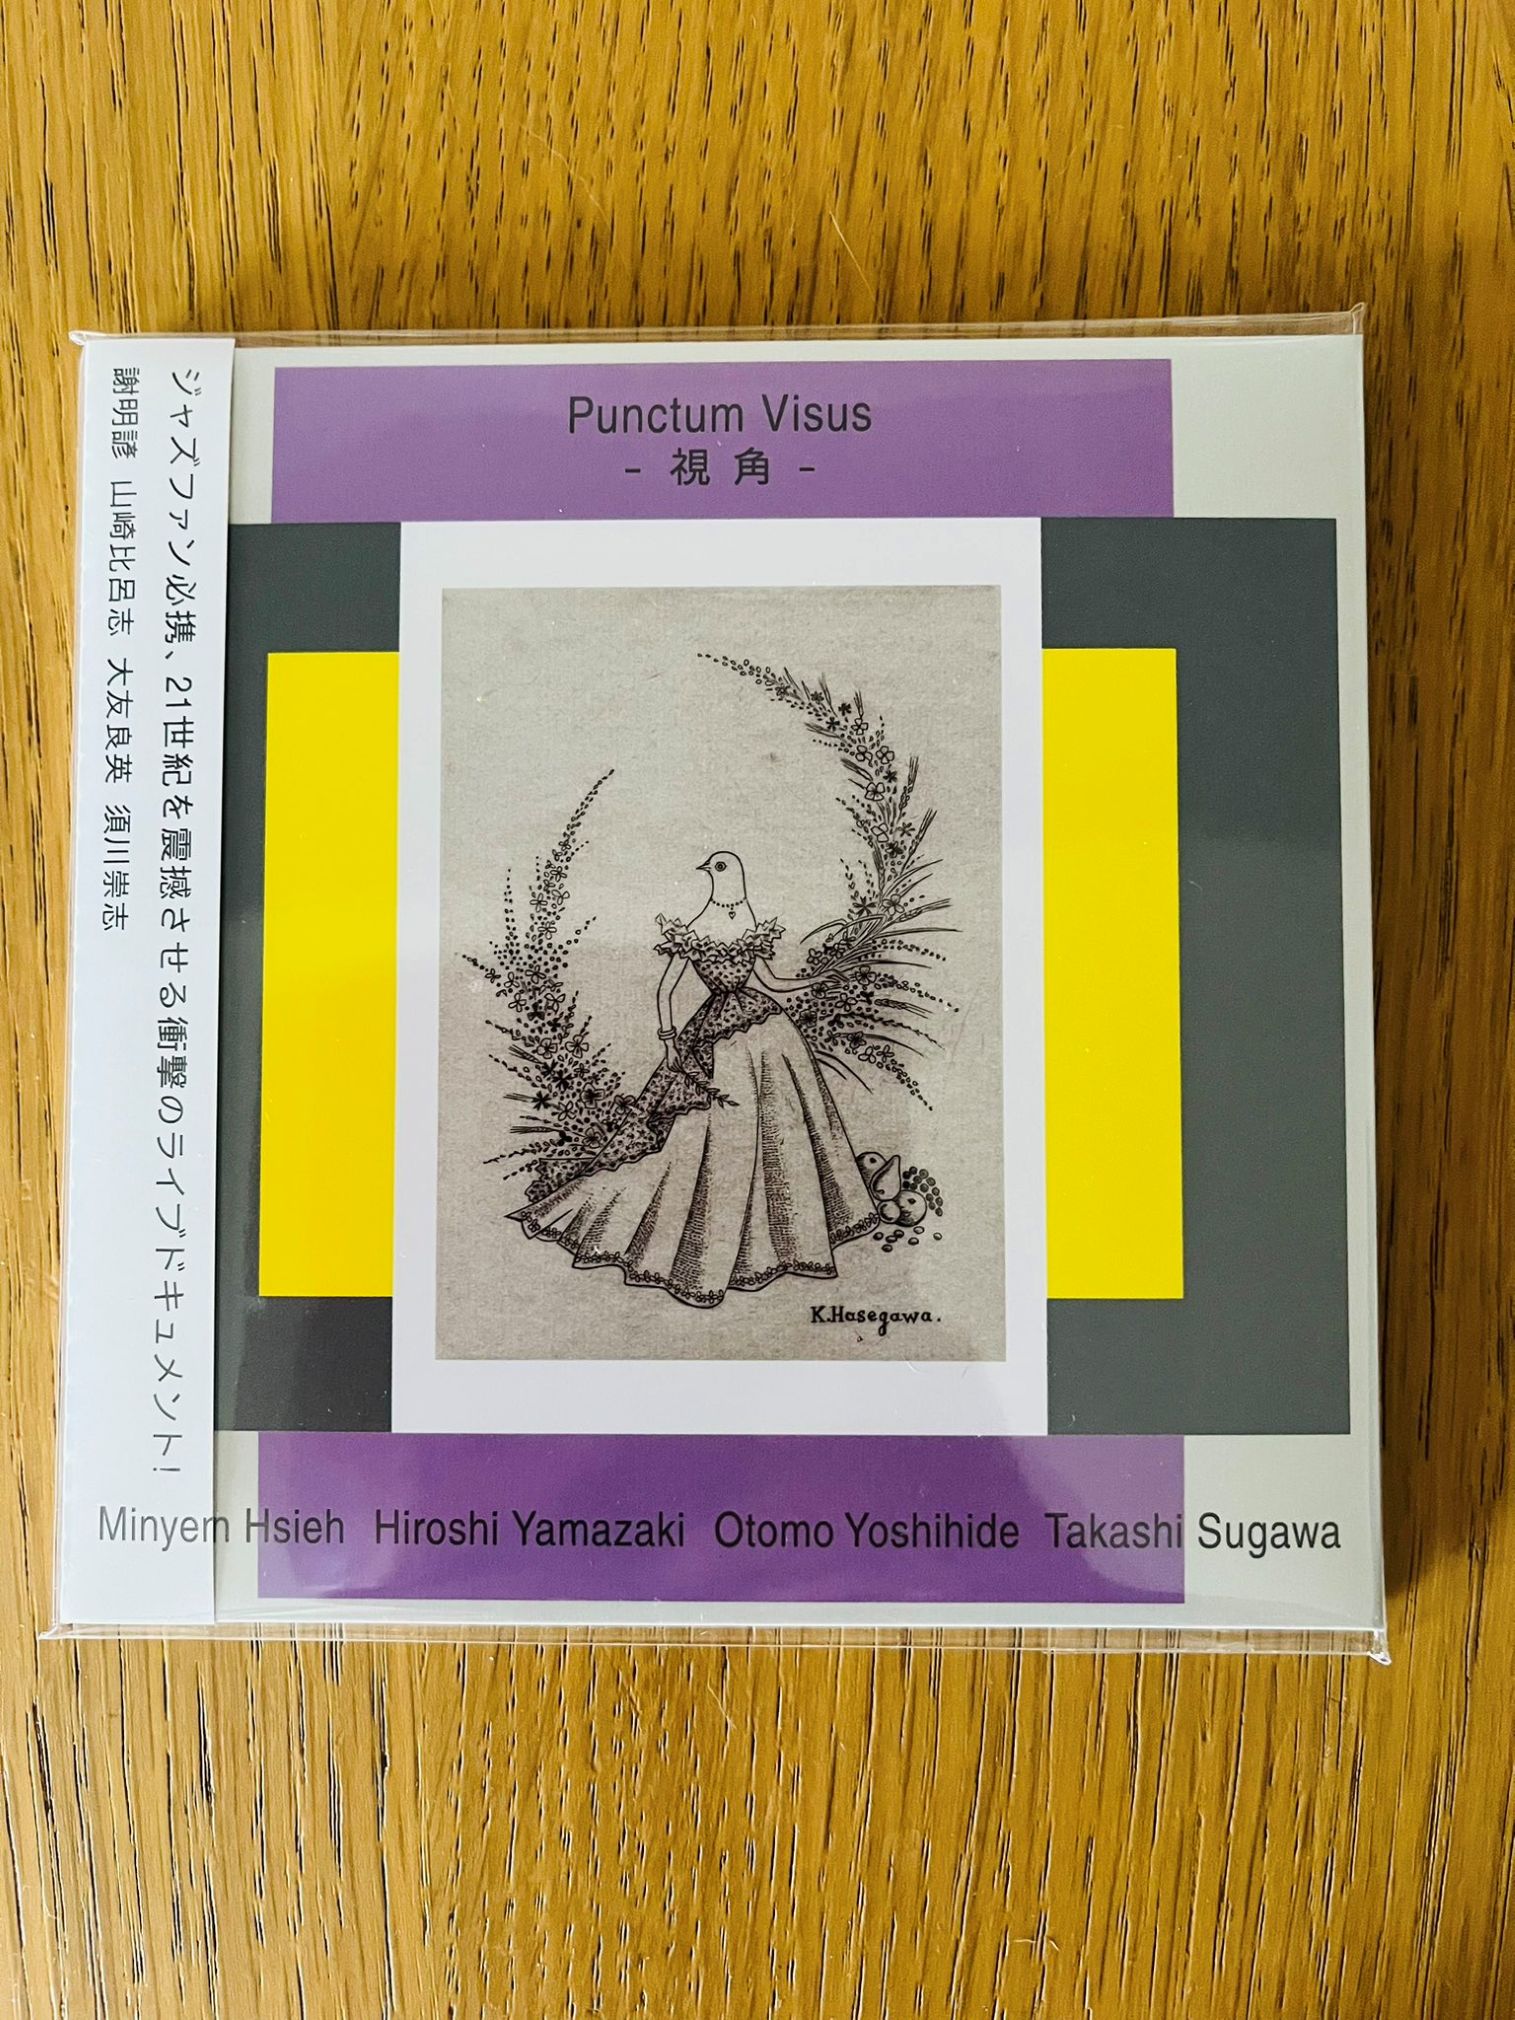 Punctum Visus
- 視 角 -
ジャズファン必携、21世紀を震撼させる衝撃のライブドキュメント!
謝明諺 山崎比呂志 大友良英 須川崇志
K.Hasegawa.
Minyen Hsieh Hiroshi Yamazaki Otomo Yoshihide Takashi Sugawa